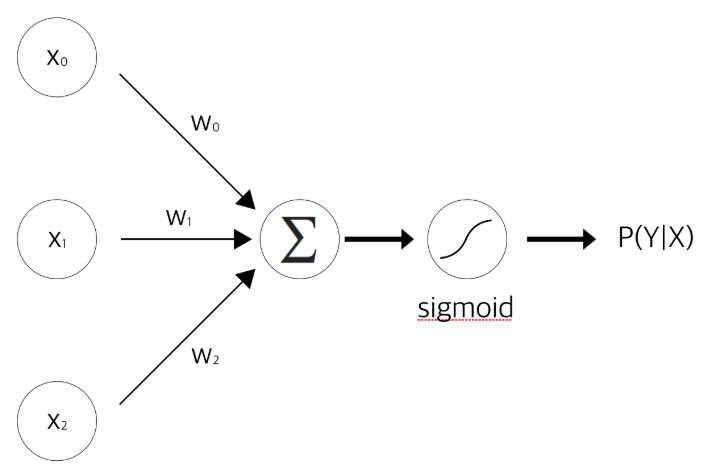 X₀
W₀
X₁
W₁
Σ
P(Y|X)
sigmoid
W₂
X₂